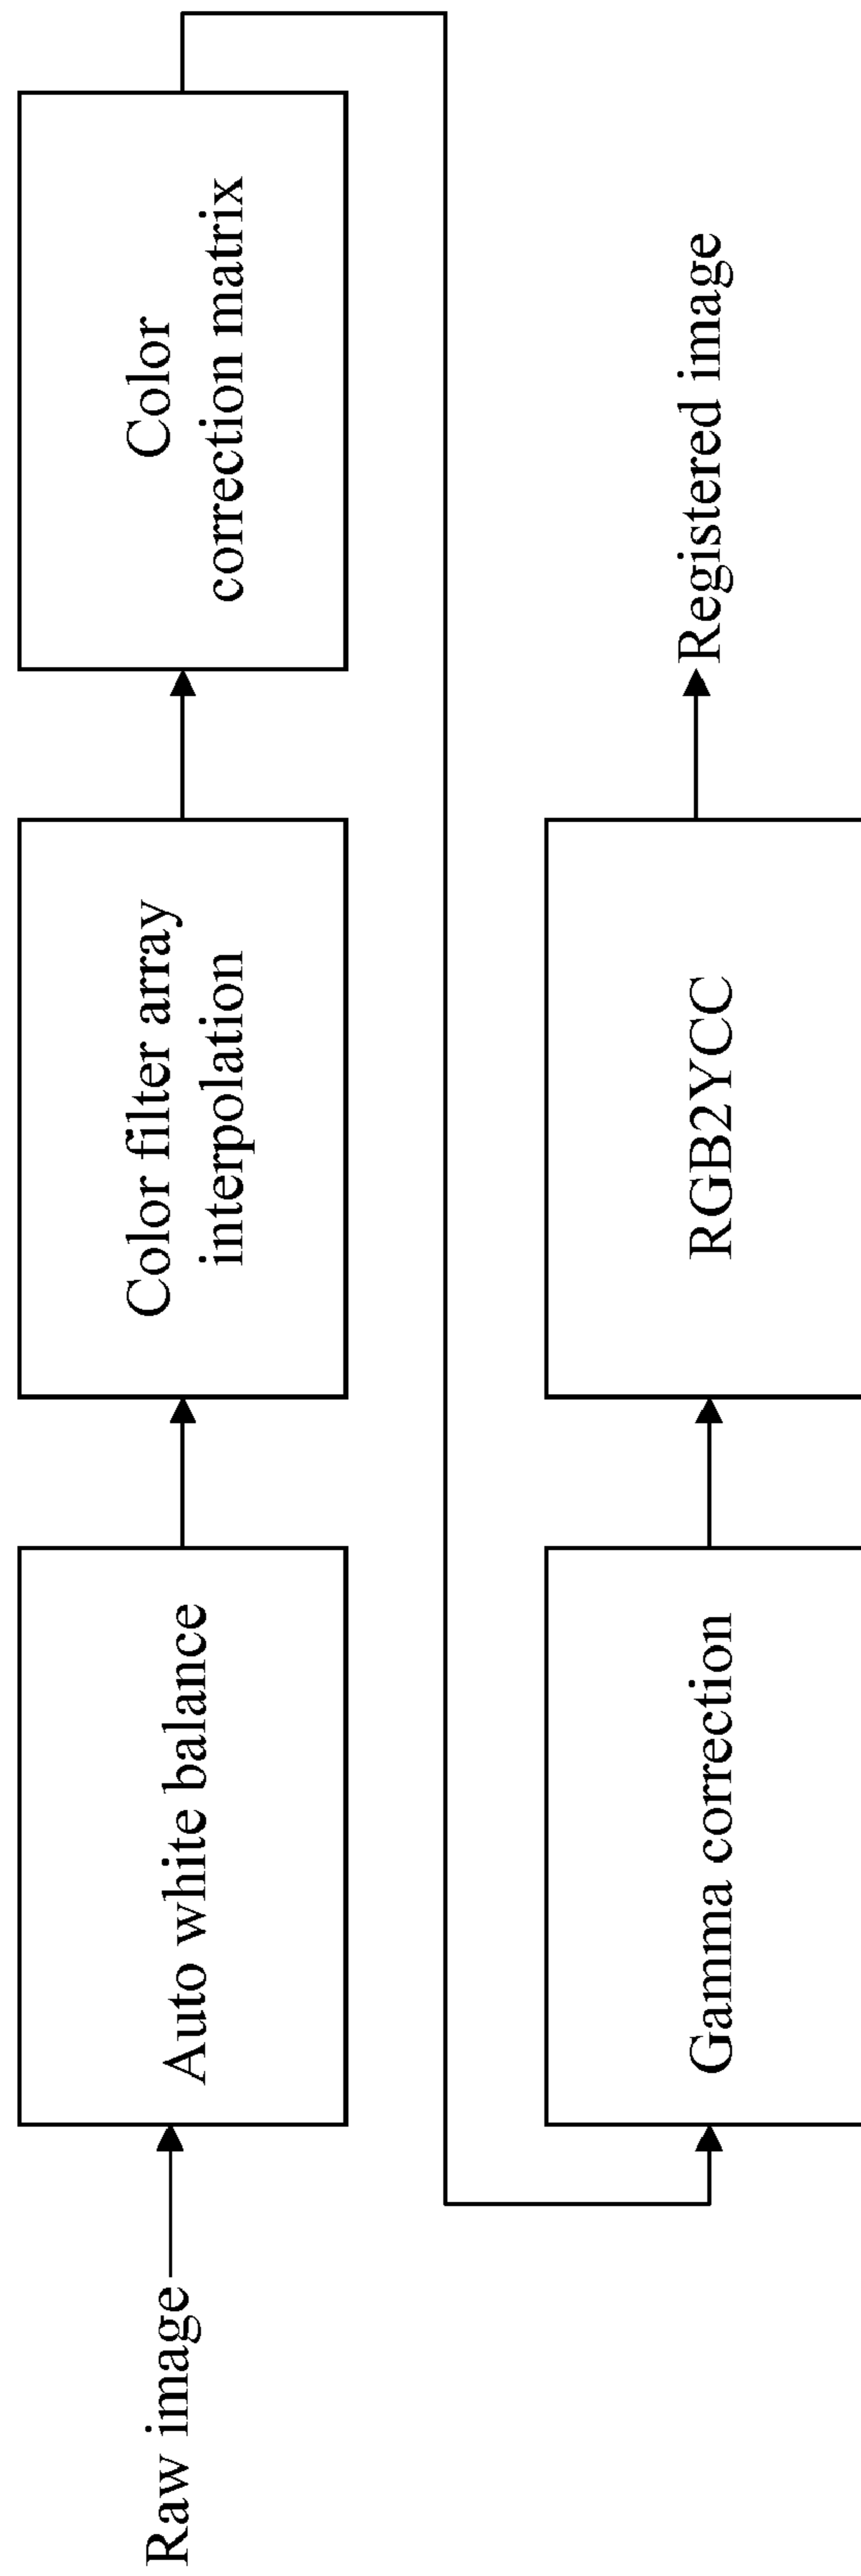 Raw image
Auto white balance
Color filter array
interpolation
Color
correction matrix
Gamma correction
RGB2YCC
Registered image